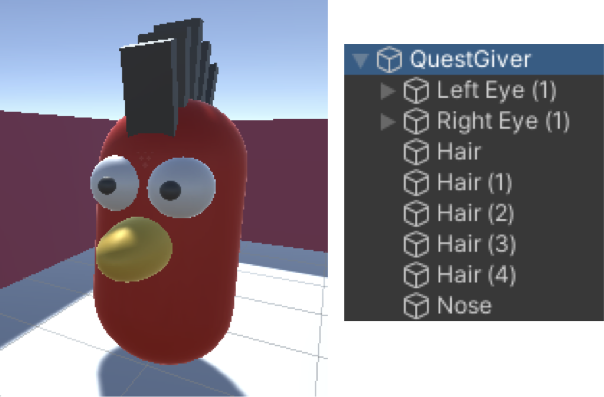 QuestGiver
Left Eye (1)
Right Eye (1)
Hair
Hair (1)
Hair (2)
Hair (3)
Hair (4)
Nose